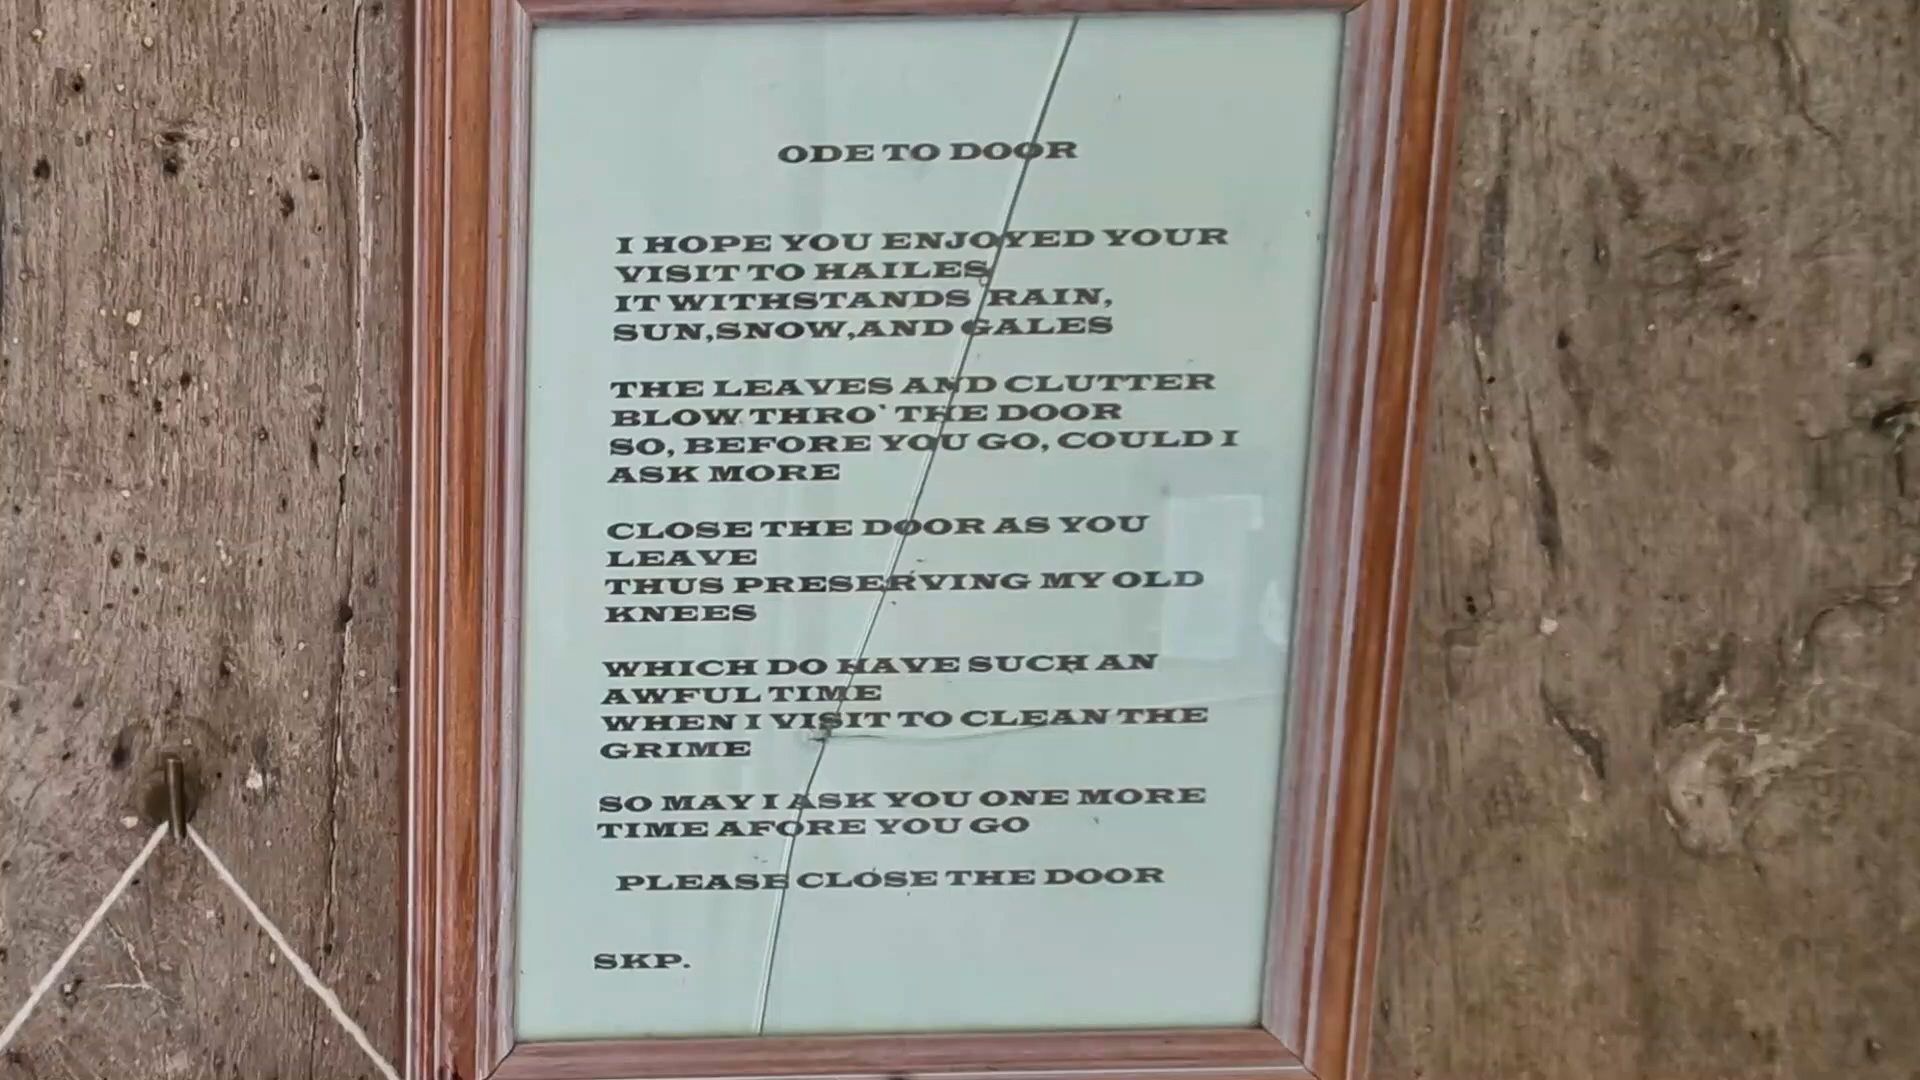 ODE TO DOOR
I HOPE YOU ENJOYED YOUR
VISIT TO HAILES
IT WITHSTANDS RAIN,
SUN,SNOW,AND GALES
THE LEAVES AND CLUTTER
BLOW THRO' THE DOOR
SO, BEFORE YOU GO, COULD I
ASK MORE
CLOSE THE DOOR AS YOU
LEAVE
THUS PRESERVING MY OLD
KNEES
WHICH DO HAVE SUCH AN
AWFUL TIME
WHEN I VISIT TO CLEAN THE
GRIME
SO MAY I ASK YOU ONE MORE
TIME AFORE YOU GO
PLEASE CLOSE THE DOOR
SKP.